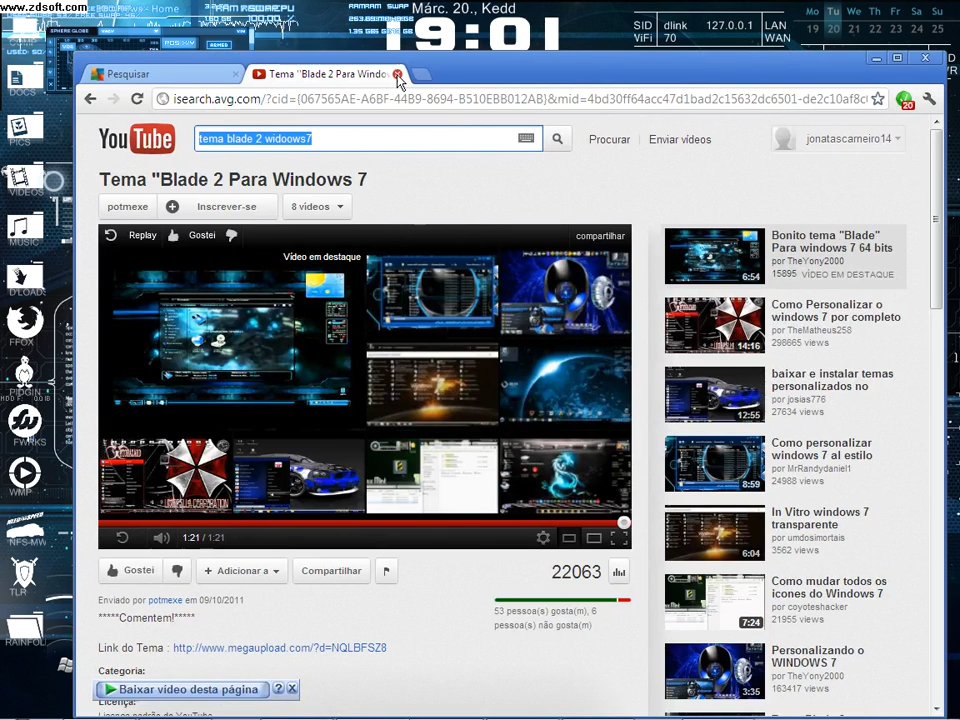 www.zdsoft.com
Márc. 20., Kedd
19:01
SID dlink 127.0.0.1 LAN
WiFi 70 WAN
Mo Tu We Th Fr Sa Su
19 20 21 22 23 24 25
DOCS
PICS
VIDEOS
MUSIC
D'LOADS
FFOX
PIDGIN
FWRKS
WMP
NFS-MW
TLR
RAINFOL
Pesquisar
Tema "Blade 2 Para Windo
isearch.avg.com/?cid={067565AE-A6BF-44B9-8694-B510EBB012AB}&mid=4bd30ff64acc47d1bad2c15632dc6501-de2c10af8c
20
YouTube
tema blade 2 widoows7
Procurar
Enviar vídeos
jonatascarneiro14
Tema "Blade 2 Para Windows 7
potmexe
Inscrever-se
8 vídeos
Replay
Gostei
compartilhar
Vídeo em destaque
1:21 / 1:21
Gostei
Adicionar a
Compartilhar
22063
Enviado por potmexe em 09/10/2011
*****Comentem!*****
53 pessoa(s) gosta(m), 6
pessoa(s) não gosta(m)
Link do Tema : http://www.megaupload.com/?d=NQLBFSZ8
Categoria:
Baixar vídeo desta página
Licença:
Licença padrão do YouTube
Bonito tema "Blade"
Para windows 7 64 bits
por TheYony2000
15895 VÍDEO EM DESTAQUE
6:54
Como Personalizar o
windows 7 por completo
por TheMatheus258
298665 views
14:16
baixar e instalar temas
personalizados no
por josias776
27634 views
12:55
Como personalizar
windows 7 al estilo
por MrRandydaniel1
24988 views
8:59
In Vitro windows 7
transparente
por umdosimortais
3562 views
6:04
Como mudar todos os
icones do Windows 7
por coyoteshacker
21955 views
7:24
Personalizando o
WINDOWS 7
por TheYony2000
163417 views
3:35